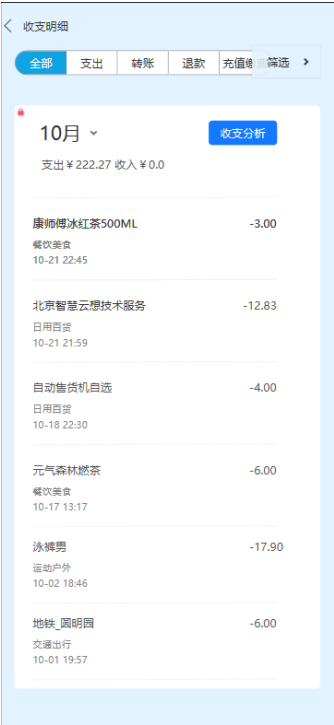 收支明细
全部 支出 转账 退款 充值缴 筛选
10月 收支分析
支出￥222.27 收入￥0.0
康师傅冰红茶500ML -3.00
餐饮美食
10-21 22:45
北京智慧云想技术服务 -12.83
日用百货
10-21 21:59
自动售货机自选 -4.00
日用百货
10-18 22:30
元气森林燃茶 -6.00
餐饮美食
10-17 13:17
泳裤男 -17.90
运动户外
10-02 18:46
地铁_圆明园 -6.00
交通出行
10-01 19:57